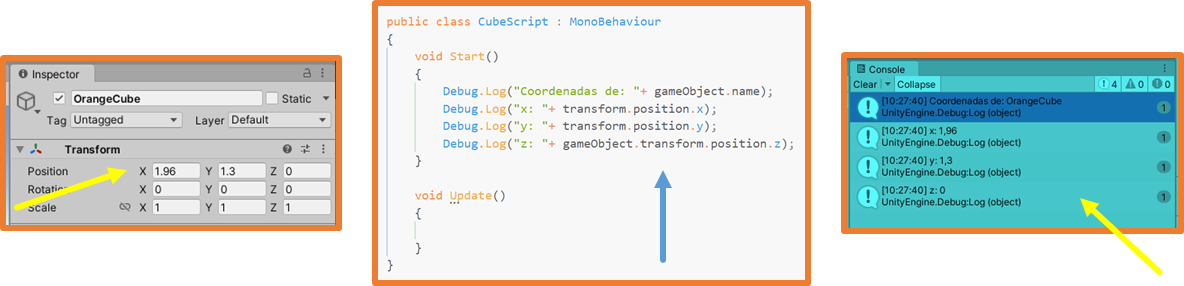 Inspector
OrangeCube Static
Tag Untagged Layer Default
Transform
Position X 1.96 Y 1.3 Z 0
Rotation X 0 Y 0 Z 0
Scale X 1 Y 1 Z 1
public class CubeScript : MonoBehaviour
{
void Start()
{
Debug.Log("Coordenadas de: "+ gameObject.name);
Debug.Log("x: "+ transform.position.x);
Debug.Log("y: "+ transform.position.y);
Debug.Log("z: "+ gameObject.transform.position.z);
}
void Update()
{
}
}
Console
Clear Collapse 4 0 0
[10:27:40] Coordenadas de: OrangeCube
UnityEngine.Debug:Log (object) 1
[10:27:40] x: 1,96
UnityEngine.Debug:Log (object) 1
[10:27:40] y: 1,3
UnityEngine.Debug:Log (object) 1
[10:27:40] z: 0
UnityEngine.Debug:Log (object) 1